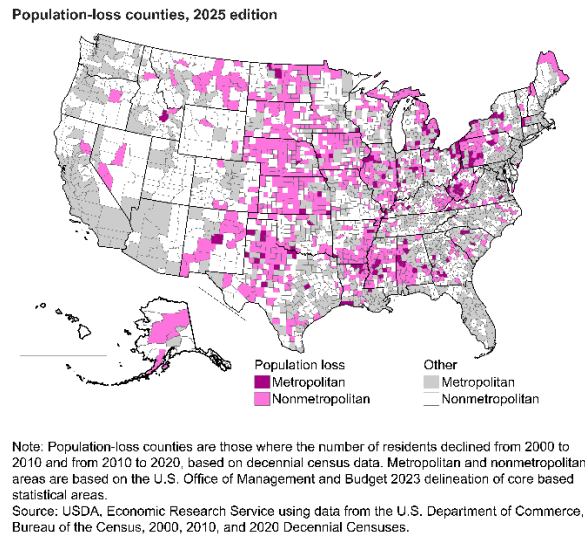 Population-loss counties, 2025 edition
Population loss
Metropolitan
Nonmetropolitan
Other
Metropolitan
Nonmetropolitan
Note: Population-loss counties are those where the number of residents declined from 2000 to
2010 and from 2010 to 2020, based on decennial census data. Metropolitan and nonmetropolitan
areas are based on the U.S. Office of Management and Budget 2023 delineation of core based
statistical areas.
Source: USDA, Economic Research Service using data from the U.S. Department of Commerce,
Bureau of the Census, 2000, 2010, and 2020 Decennial Censuses.